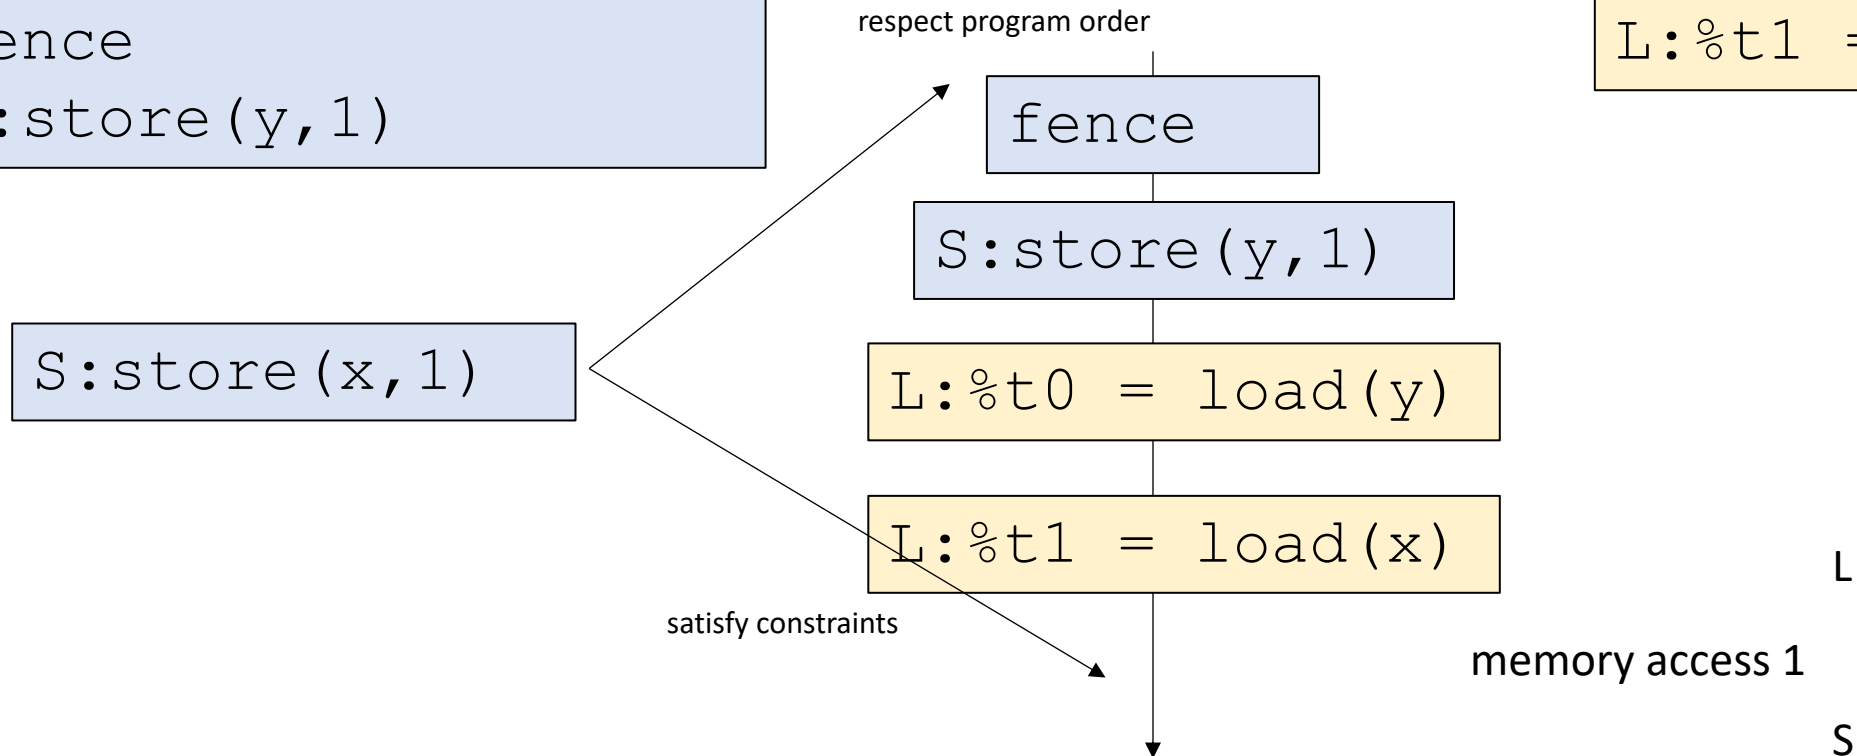 ence
:store(y,1)
respect program order
L:%t1 =
fence
S:store(y,1)
S:store(x,1)
L:%t0 = load(y)
L:%t1 = load(x)
satisfy constraints
L
memory access 1
S